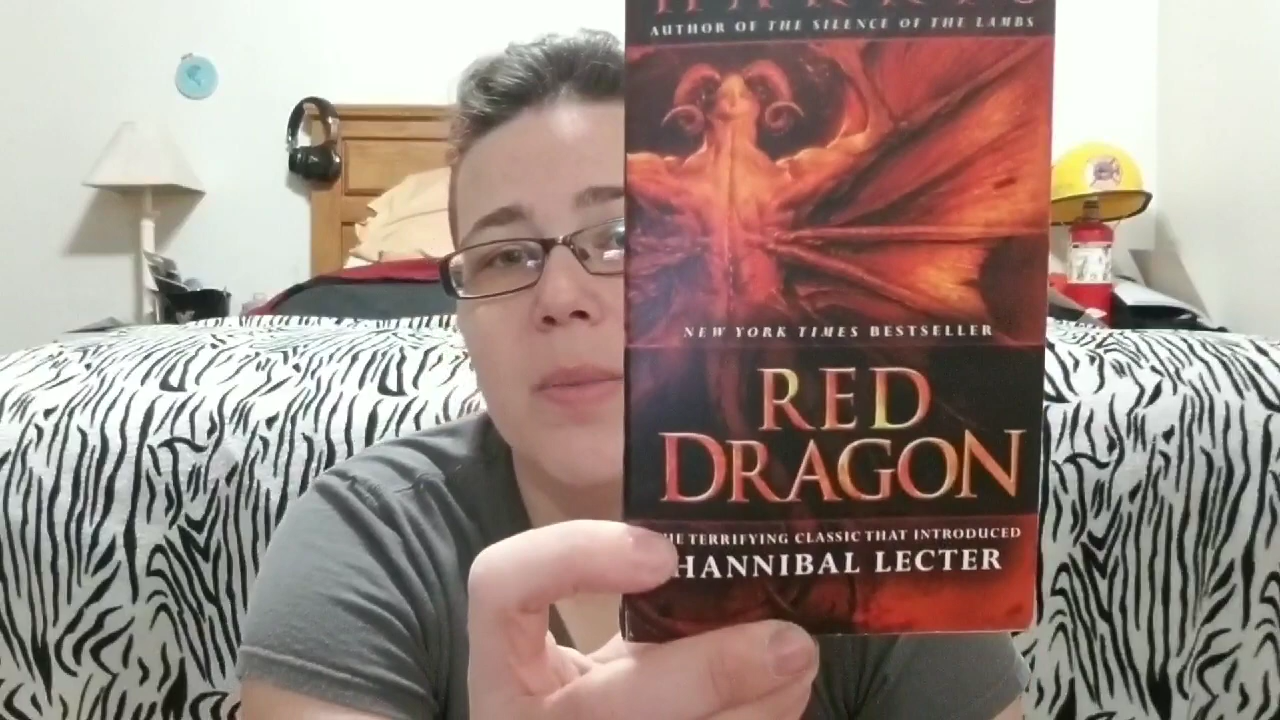 HARRIS
AUTHOR OF THE SILENCE OF THE LAMBS
NEW YORK TIMES BESTSELLER
RED
DRAGON
THE TERRIFYING CLASSIC THAT INTRODUCED
HANNIBAL LECTER